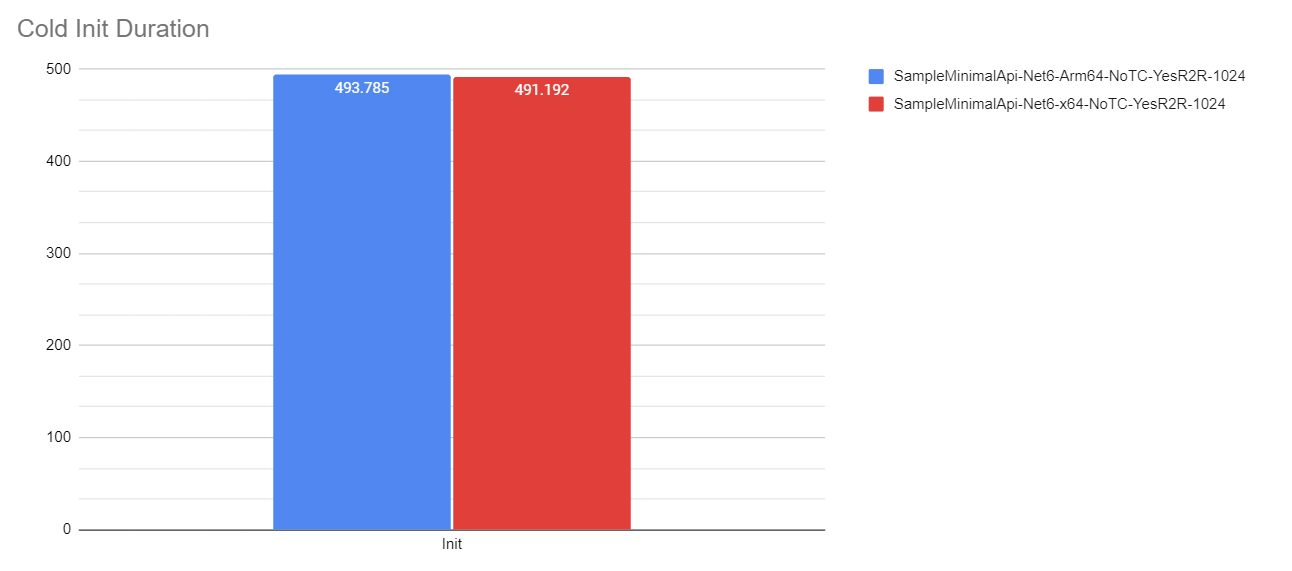 Cold Init Duration
500
400
300
200
100
0
493.785
491.192
Init
SampleMinimalApi-Net6-Arm64-NoTC-YesR2R-1024
SampleMinimalApi-Net6-x64-NoTC-YesR2R-1024